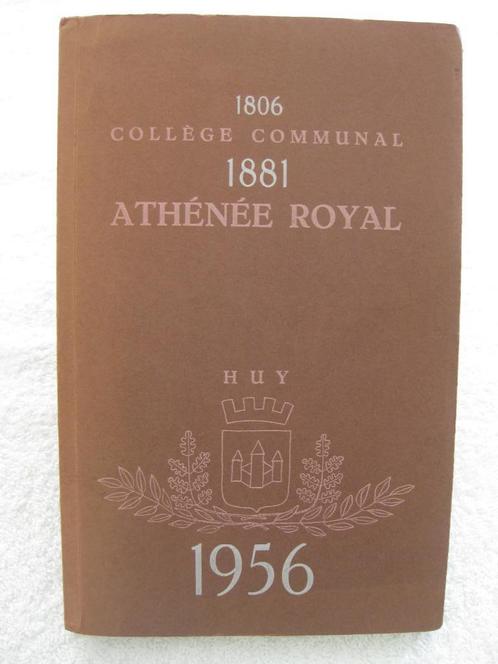 1806
COLLÈGE COMMUNAL
1881
ATHÉNÉE ROYAL
HUY
1956